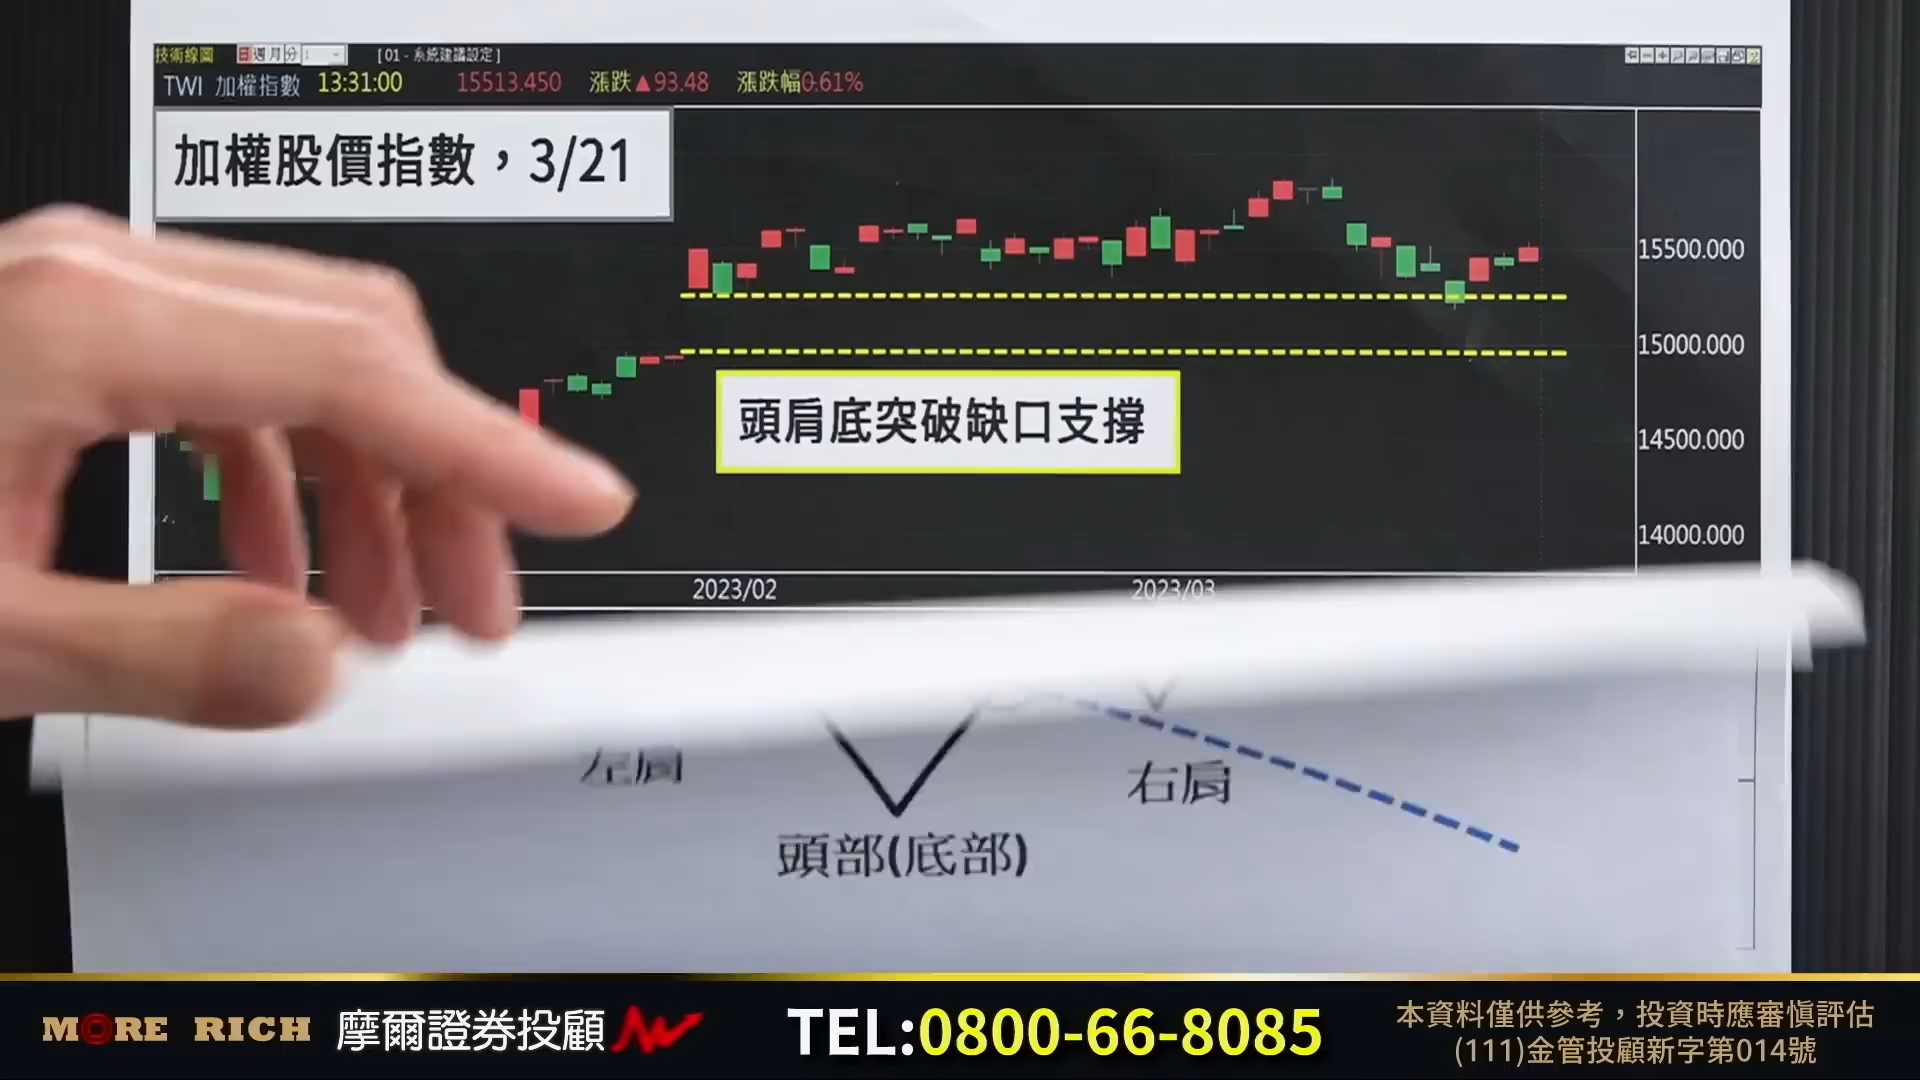 技術線圖 日 週 月 分 [ 01 - 系統建議設定 ]
TWI 加權指數 13:31:00 15513.450 漲跌▲93.48 漲跌幅0.61%
加權股價指數，3/21
15500.000
15000.000
頭肩底突破缺口支撐
14500.000
14000.000
2023/02 2023/03
左肩 右肩
頭部(底部)
MORE RICH 摩爾證券投顧 TEL:0800-66-8085
本資料僅供參考，投資時應審慎評估
(111)金管投顧新字第014號